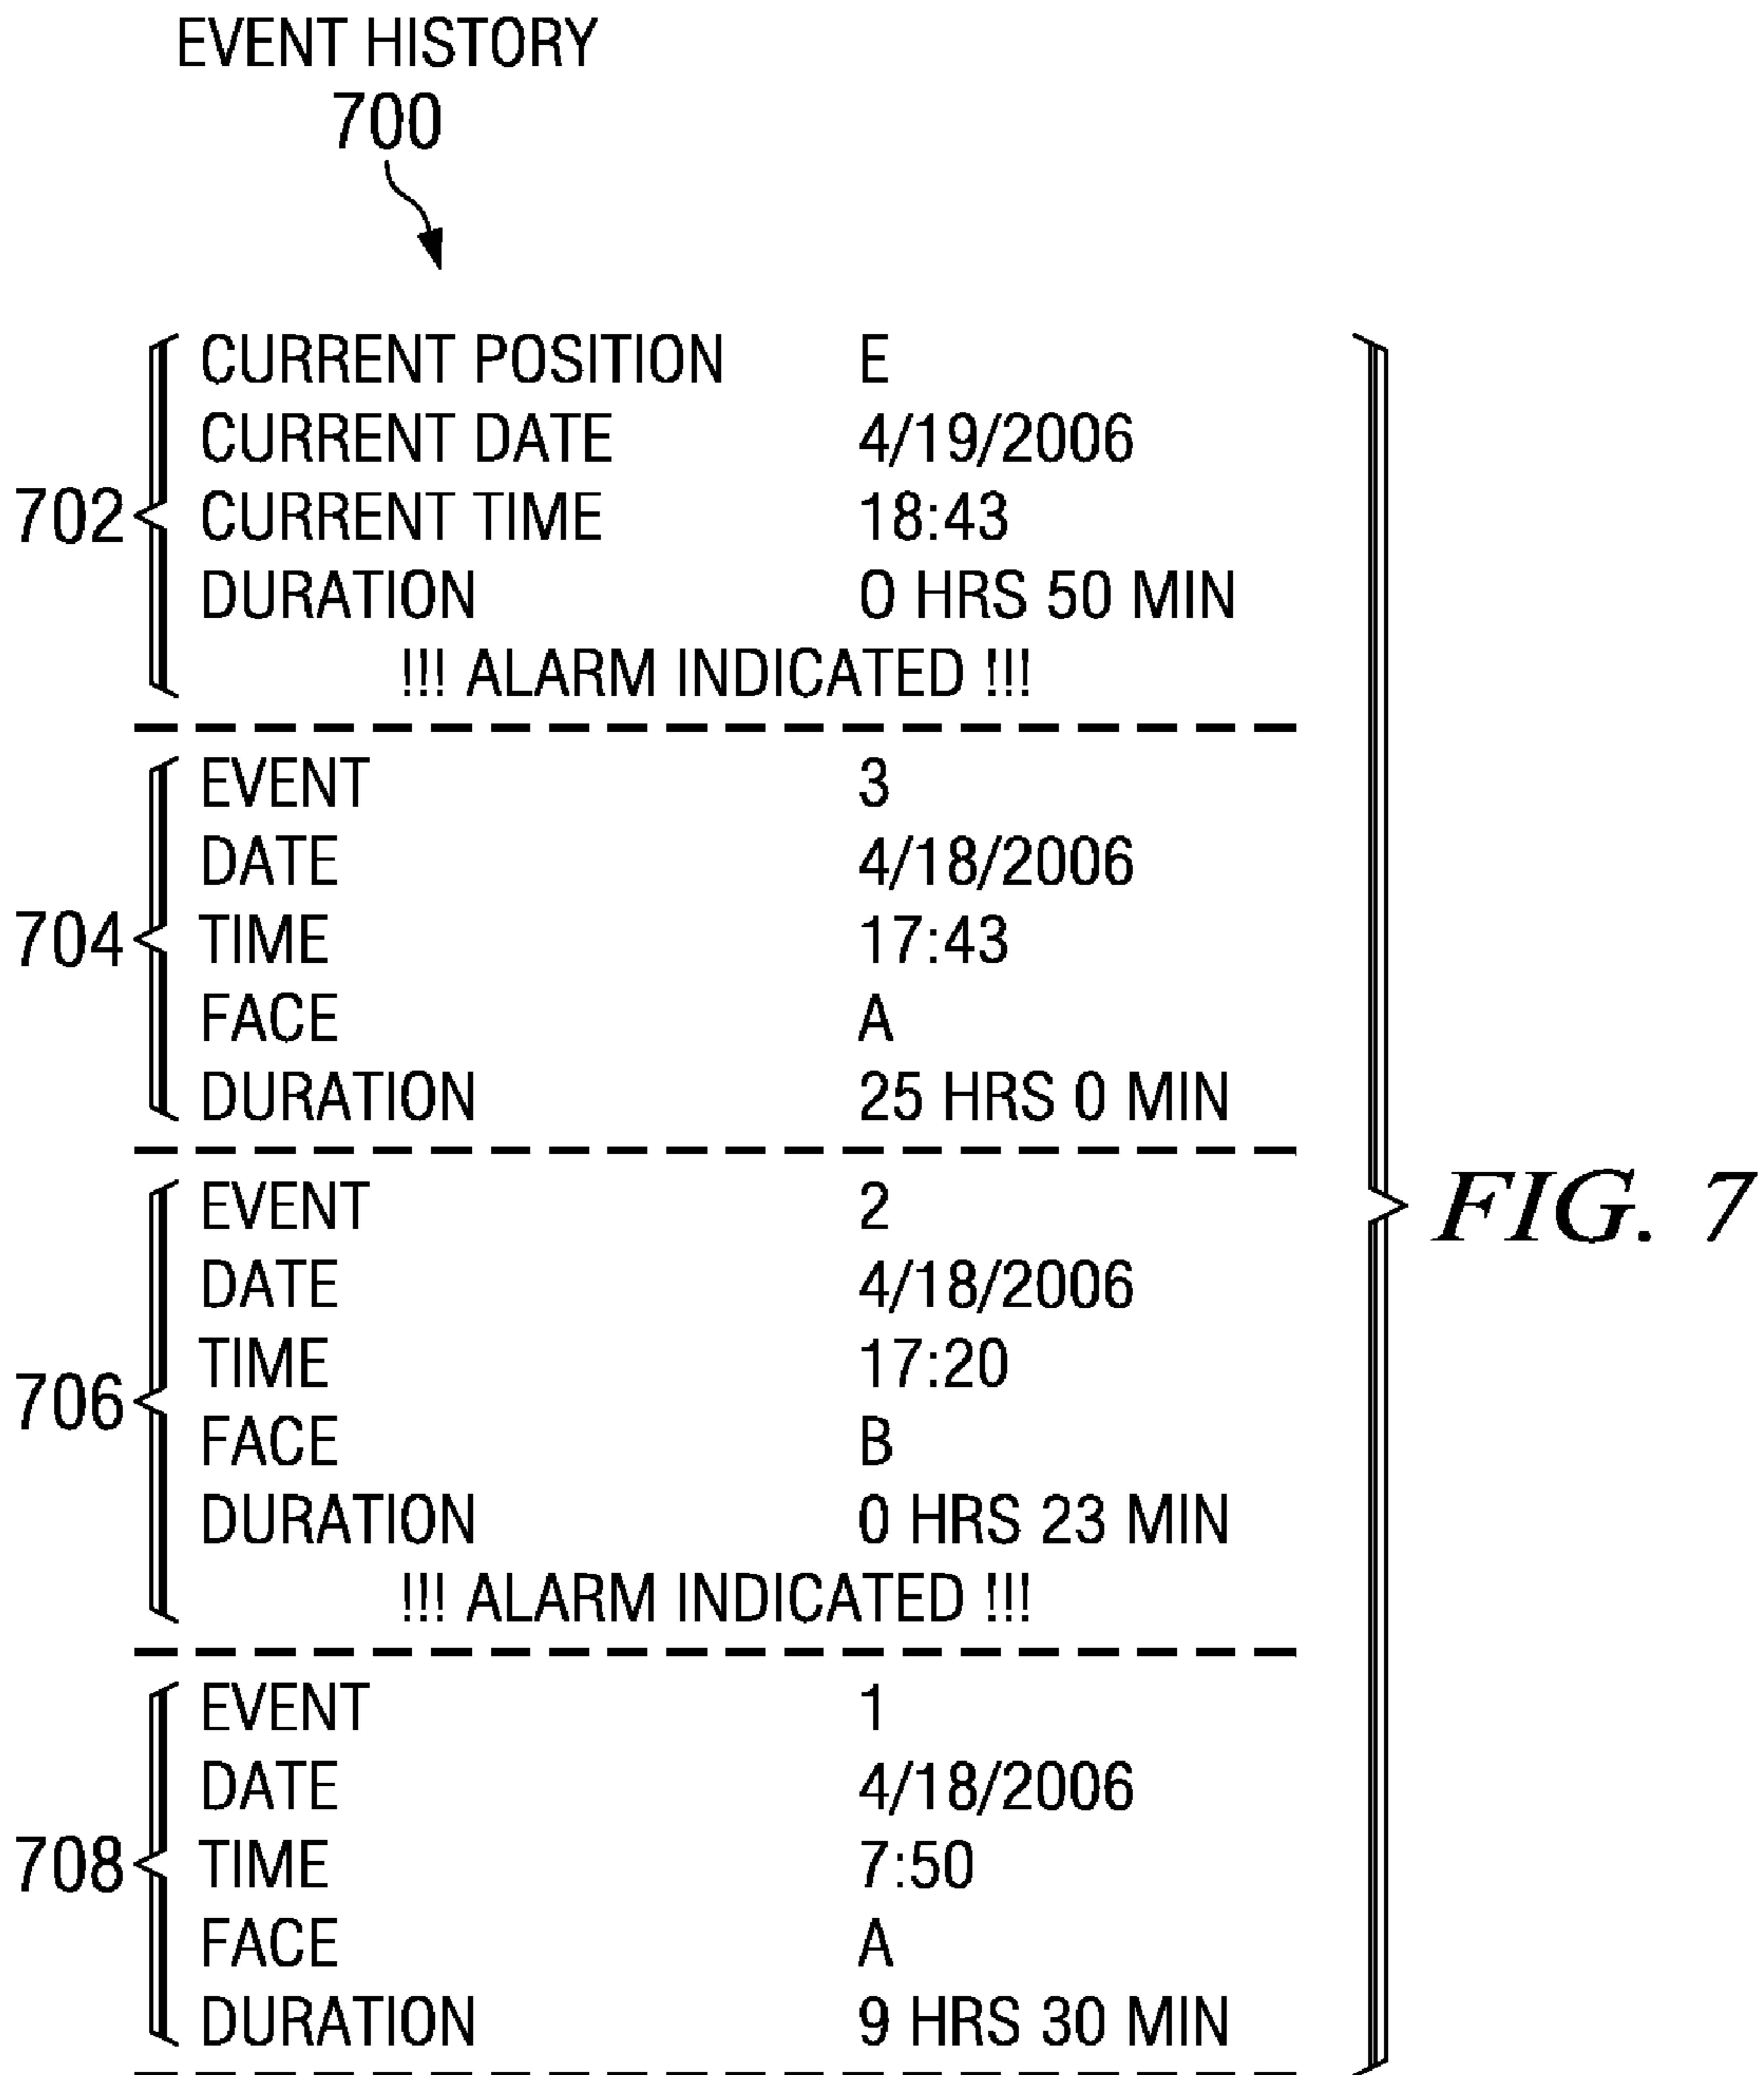 EVENT HISTORY
700
CURRENT POSITION E
CURRENT DATE 4/19/2006
702 CURRENT TIME 18:43
DURATION O HRS 50 MIN
!!! ALARM INDICATED !!!
EVENT 3
DATE 4/18/2006
704 TIME 17:43
FACE A
DURATION 25 HRS 0 MIN
EVENT 2
DATE 4/18/2006
706 TIME 17:20
FACE B
DURATION 0 HRS 23 MIN
!!! ALARM INDICATED !!!
EVENT 1
DATE 4/18/2006
708 TIME 7:50
FACE A
DURATION 9 HRS 30 MIN
FIG. 7